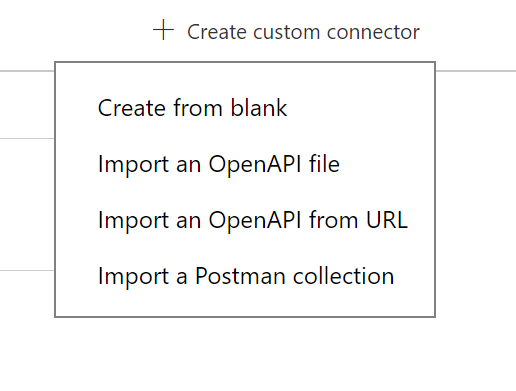 Create custom connector
Create from blank
Import an OpenAPI file
Import an OpenAPI from URL
Import a Postman collection